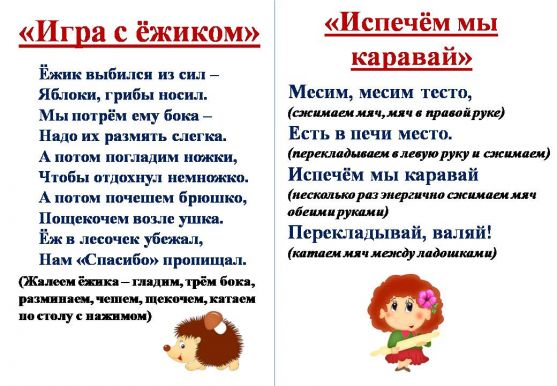 «Игра с ёжиком»
Ёжик выбился из сил –
Яблоки, грибы носил.
Мы потрём ему бока –
Надо их размять слегка.
А потом погладим ножки,
Чтобы отдохнул немножко.
А потом почешем брюшко,
Пощекочем возле ушка.
Ёж в лесочек убежал,
Нам «Спасибо» пропищал.
(Жалеем ёжика – гладим, трём бока,
разминаем, чешем, щекочем, катаем
по столу с нажимом)
«Испечём мы
каравай»
Месим, месим тесто,
(сжимаем мяч, мяч в правой руке)
Есть в печи место.
(перекладываем в левую руку и сжимаем)
Испечём мы каравай
(несколько раз энергично сжимаем мяч
обеими руками)
Перекладывай, валяй!
(катаем мяч между ладошками)